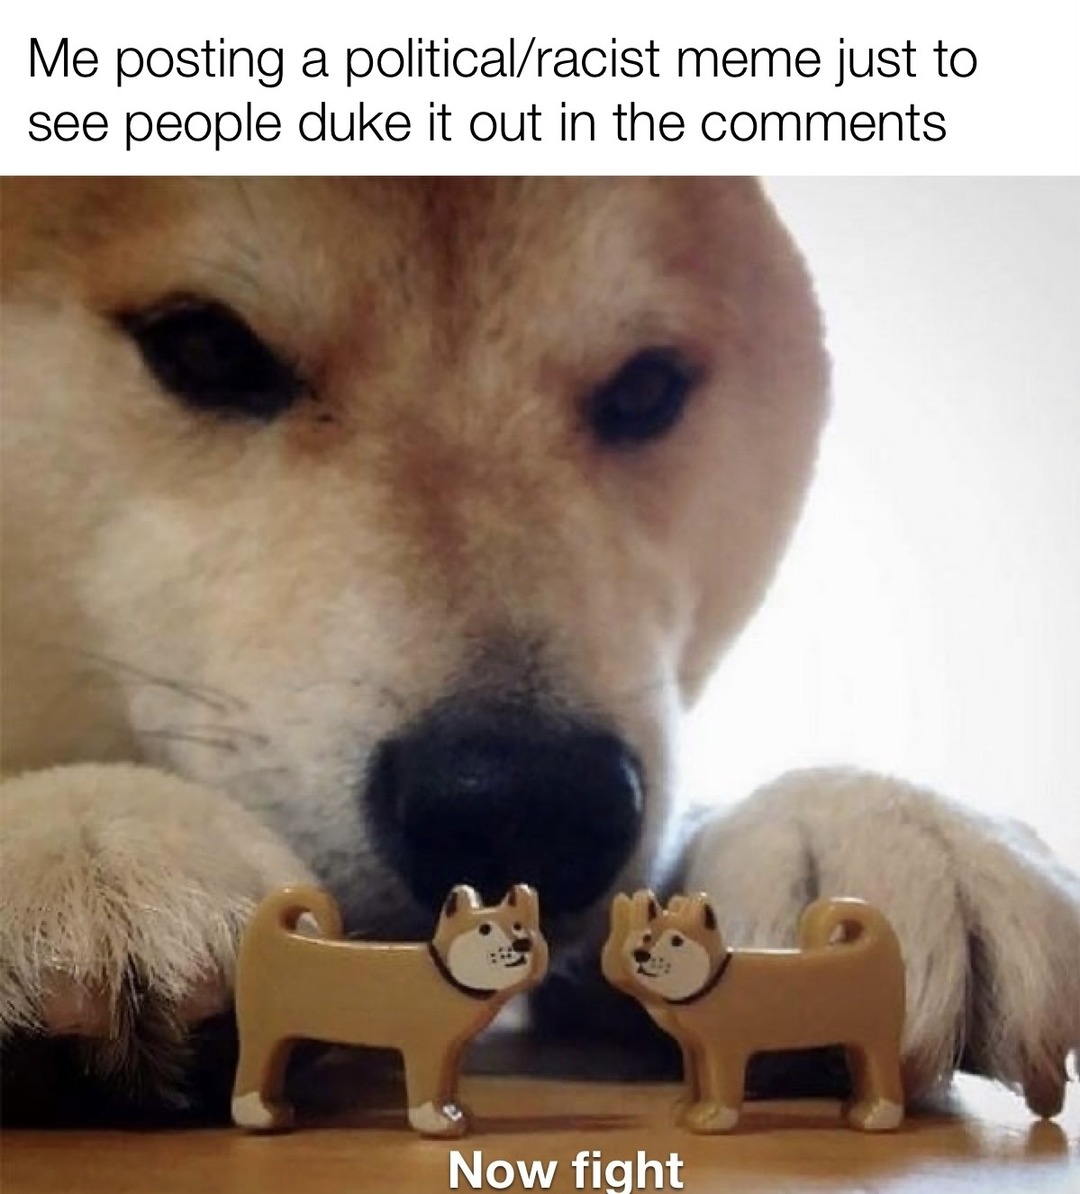 Me posting a political/racist meme just to
see people duke it out in the comments
Now fight